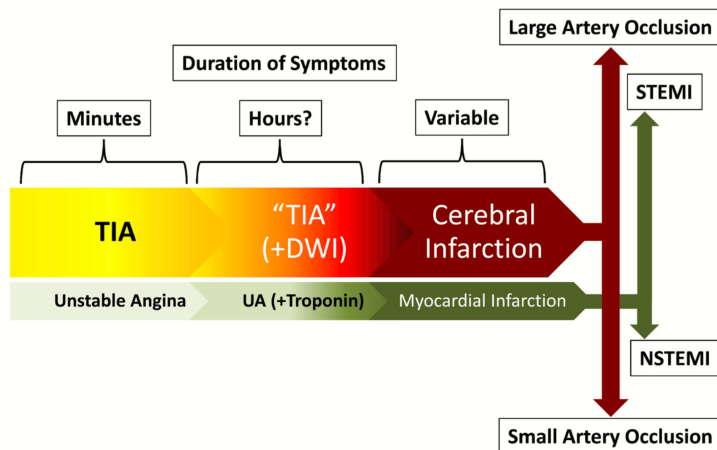 Large Artery Occlusion
Duration of Symptoms
STEMI
Minutes
Hours?
Variable
TIA
“TIA”
(+DWI)
Cerebral
Infarction
Unstable Angina
UA (+Troponin)
Myocardial Infarction
NSTEMI
Small Artery Occlusion